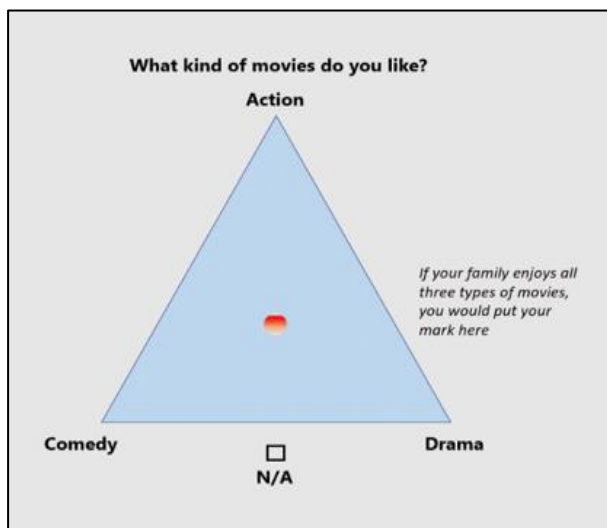 What kind of movies do you like?
Action
If your family enjoys all
three types of movies,
you would put your
mark here
Comedy
Drama
N/A